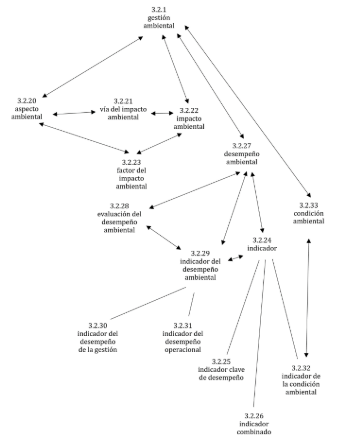 3.2.1
gestión
ambiental
3.2.20
aspecto
ambiental
3.2.21
vía del impacto
ambiental
3.2.22
impacto
ambiental
3.2.23
factor del
impacto
ambiental
3.2.27
desempeño
ambiental
3.2.28
evaluación del
desempeño
ambiental
3.2.33
condición
ambiental
3.2.24
indicador
3.2.29
indicador del
desempeño
ambiental
3.2.30
indicador del
desempeño
de la gestión
3.2.31
indicador del
desempeño
operacional
3.2.25
indicador clave
de desempeño
3.2.32
indicador de
la condición
ambiental
3.2.26
indicador
combinado